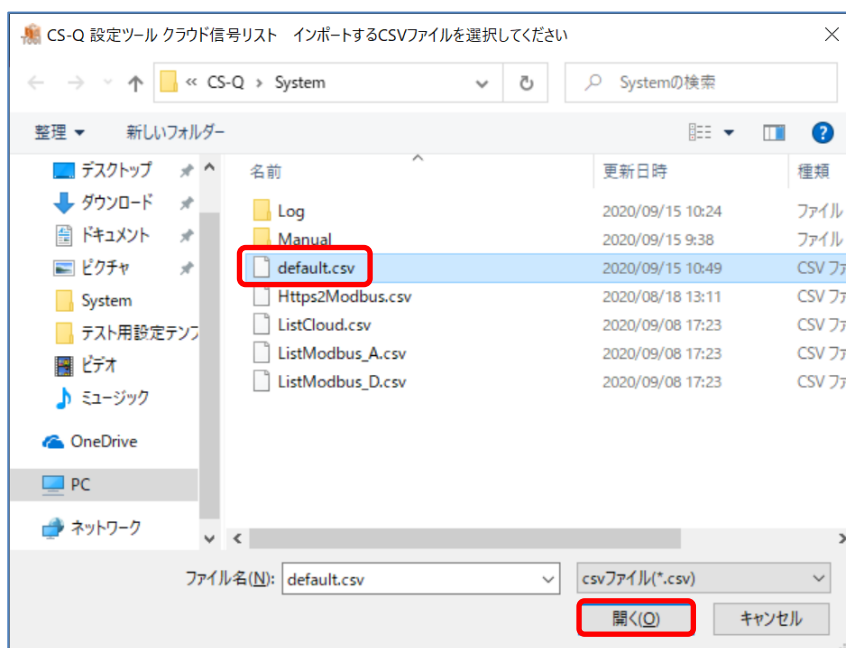 CS-Q 設定ツール クラウド信号リスト　インポートするCSVファイルを選択してください
« CS-Q › System
Systemの検索
整理 新しいフォルダー
名前 更新日時 種類
デスクトップ
ダウンロード
ドキュメント
ピクチャ
System
テスト用設定テンプ
ビデオ
ミュージック
OneDrive
PC
ネットワーク
Log 2020/09/15 10:24 ファイル
Manual 2020/09/15 9:38 ファイル
default.csv 2020/09/15 10:49 CSV ファ
Https2Modbus.csv 2020/08/18 13:11 CSV ファ
ListCloud.csv 2020/09/08 17:23 CSV ファ
ListModbus_A.csv 2020/09/08 17:23 CSV ファ
ListModbus_D.csv 2020/09/08 17:23 CSV ファ
ファイル名(N): default.csv csvファイル(*.csv)
開く(O) キャンセル